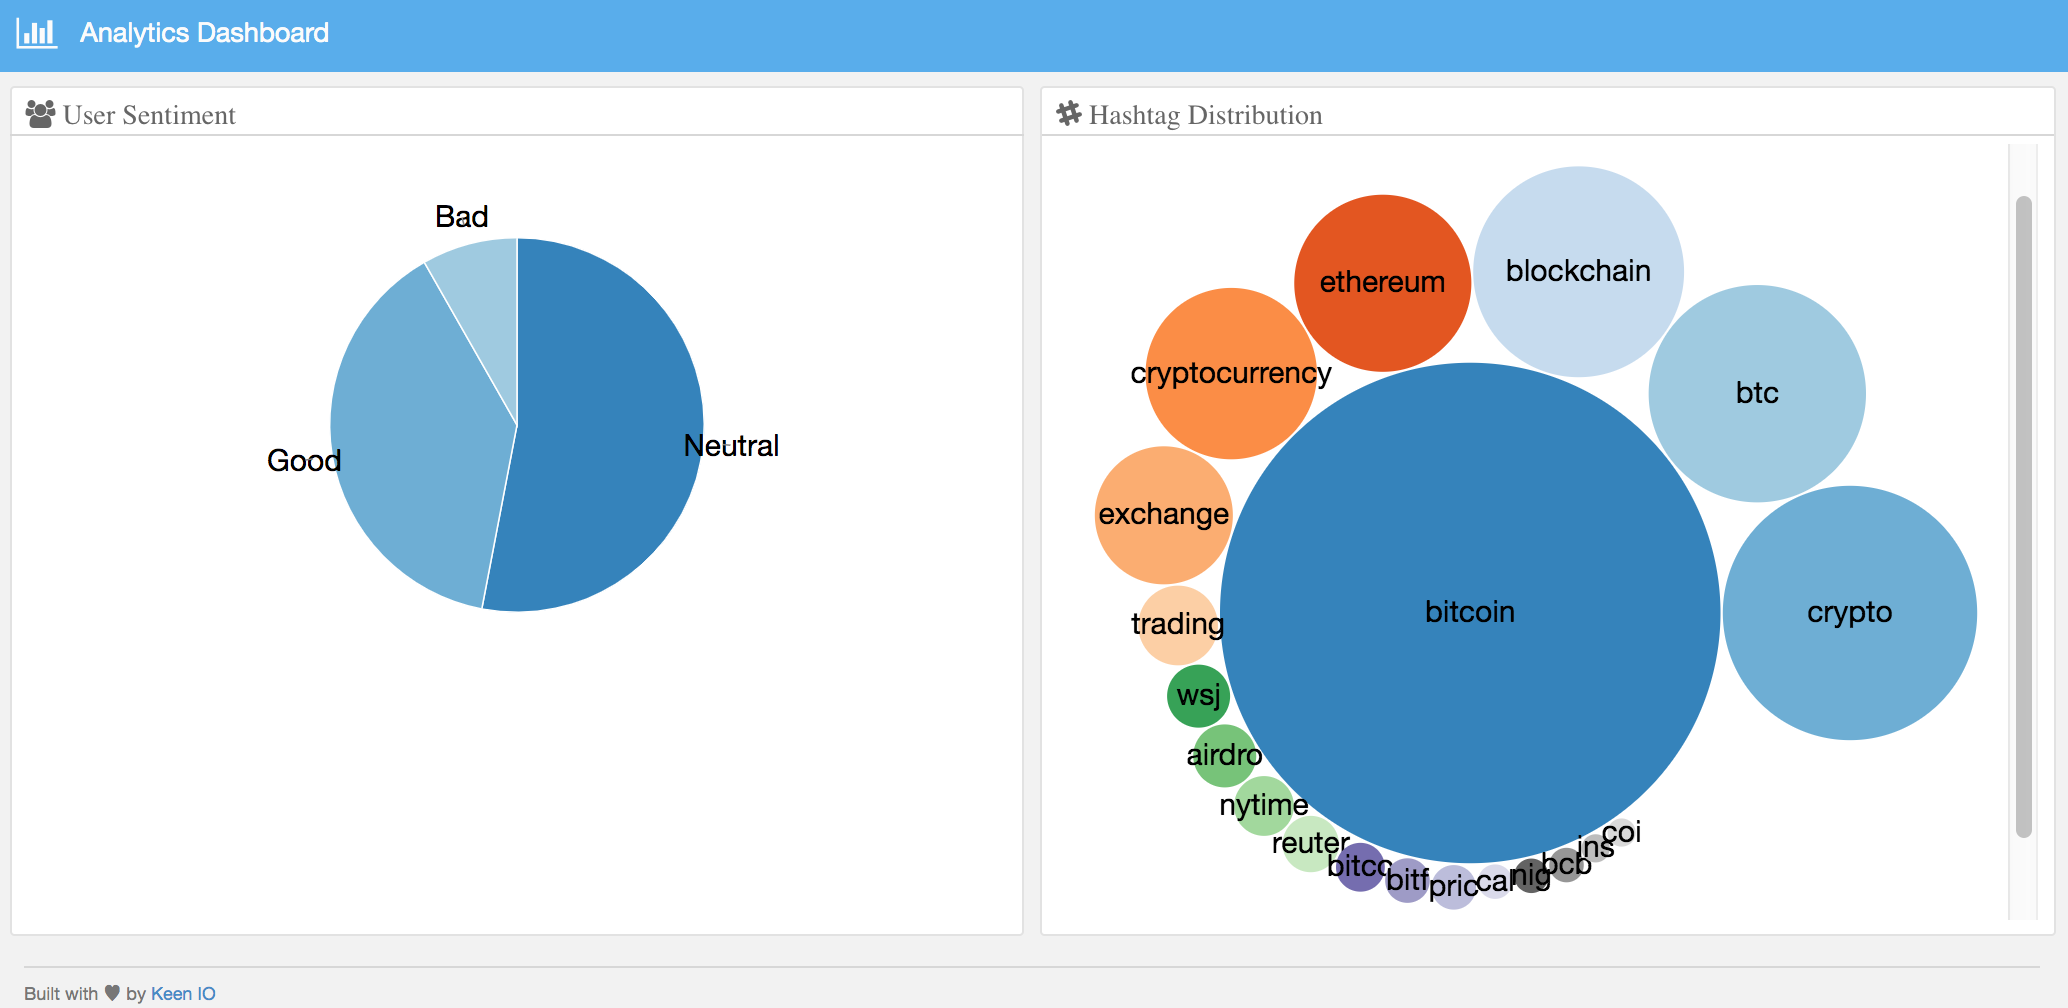 Analytics Dashboard
User Sentiment
Bad
Good
Neutral
Hashtag Distribution
blockchain
ethereum
cryptocurrency
btc
exchange
bitcoin
crypto
trading
wsj
airdro
nytime
reuter
bitcc
bitf
pric
car
nig
bcb
ins
coi
Built with ♥ by Keen IO